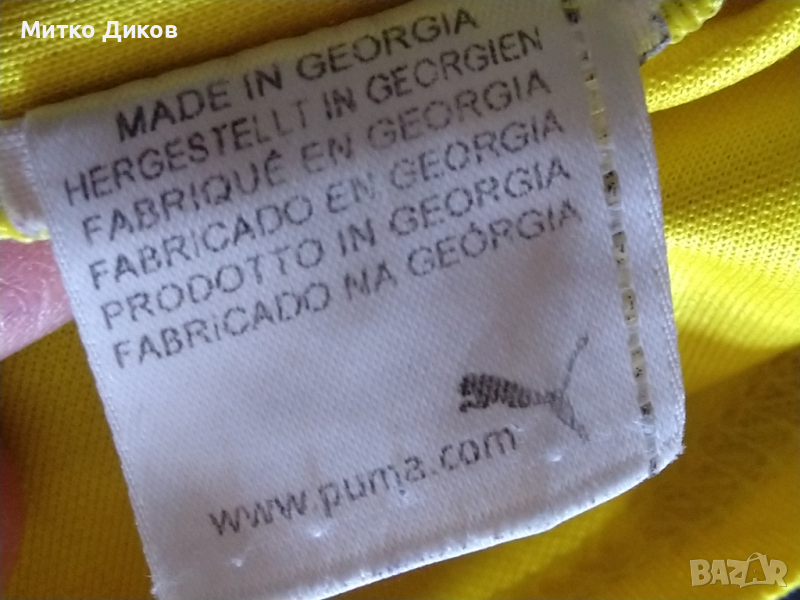 Митко Диков
MADE IN GEORGIA
HERGESTELLT IN GEORGIEN
FABRIQUÉ EN GEORGIA
FABRICADO EN GEORGIA
PRODOTTO IN GEORGIA
FABRICADO NA GEÓRGIA
www.puma.com
BAZAR